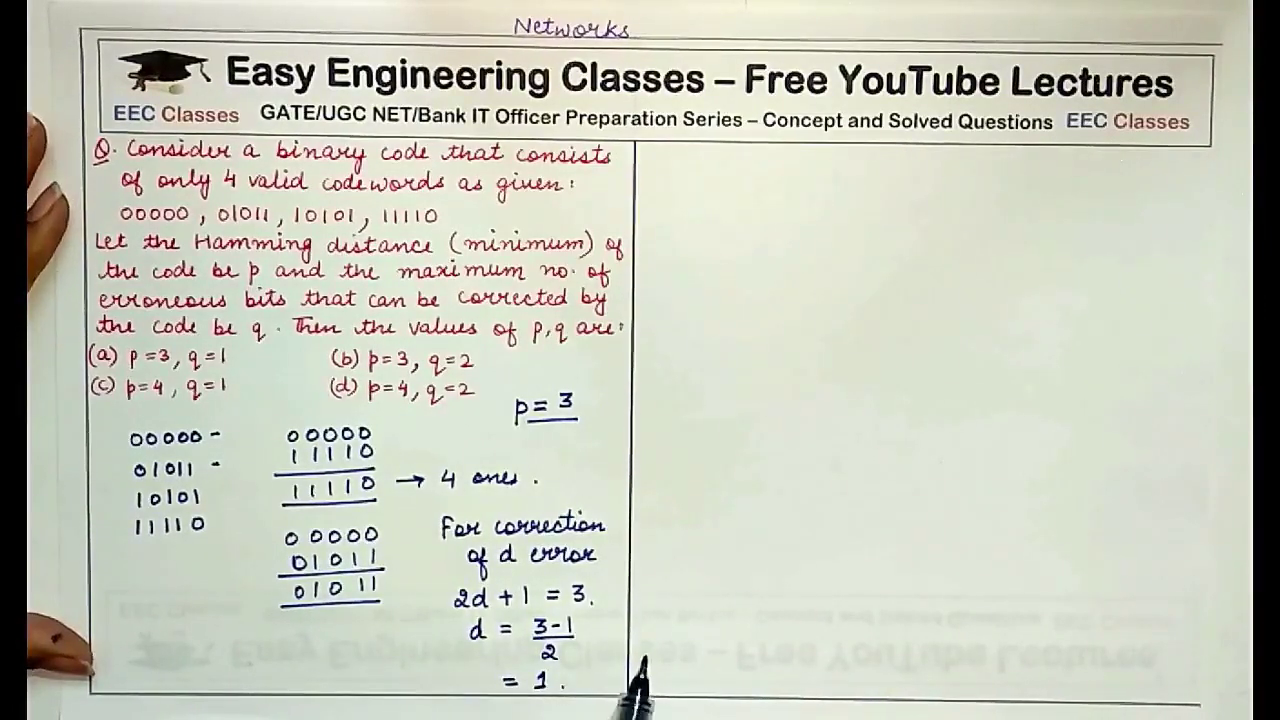 Networks
Easy Engineering Classes – Free YouTube Lectures
EEC Classes GATE/UGC NET/Bank IT Officer Preparation Series – Concept and Solved Questions EEC Classes
Q. Consider a binary code that consists
of only 4 valid codewords as given:
00000, 01011, 10101, 11110
Let the Hamming distance (minimum) of
the code be p and the maximum no. of
erroneous bits that can be corrected by
the code be q. Then the values of p,q are:
(a) p=3, q=1 (b) p=3, q=2
(c) p=4, q=1 (d) p=4, q=2
p = 3
00000 -
01011 -
10101
11110
00000
11110
11110 → 4 ones.
00000
01011
01011
For correction
of d error
2d + 1 = 3.
d = 3-1
2
= 1.